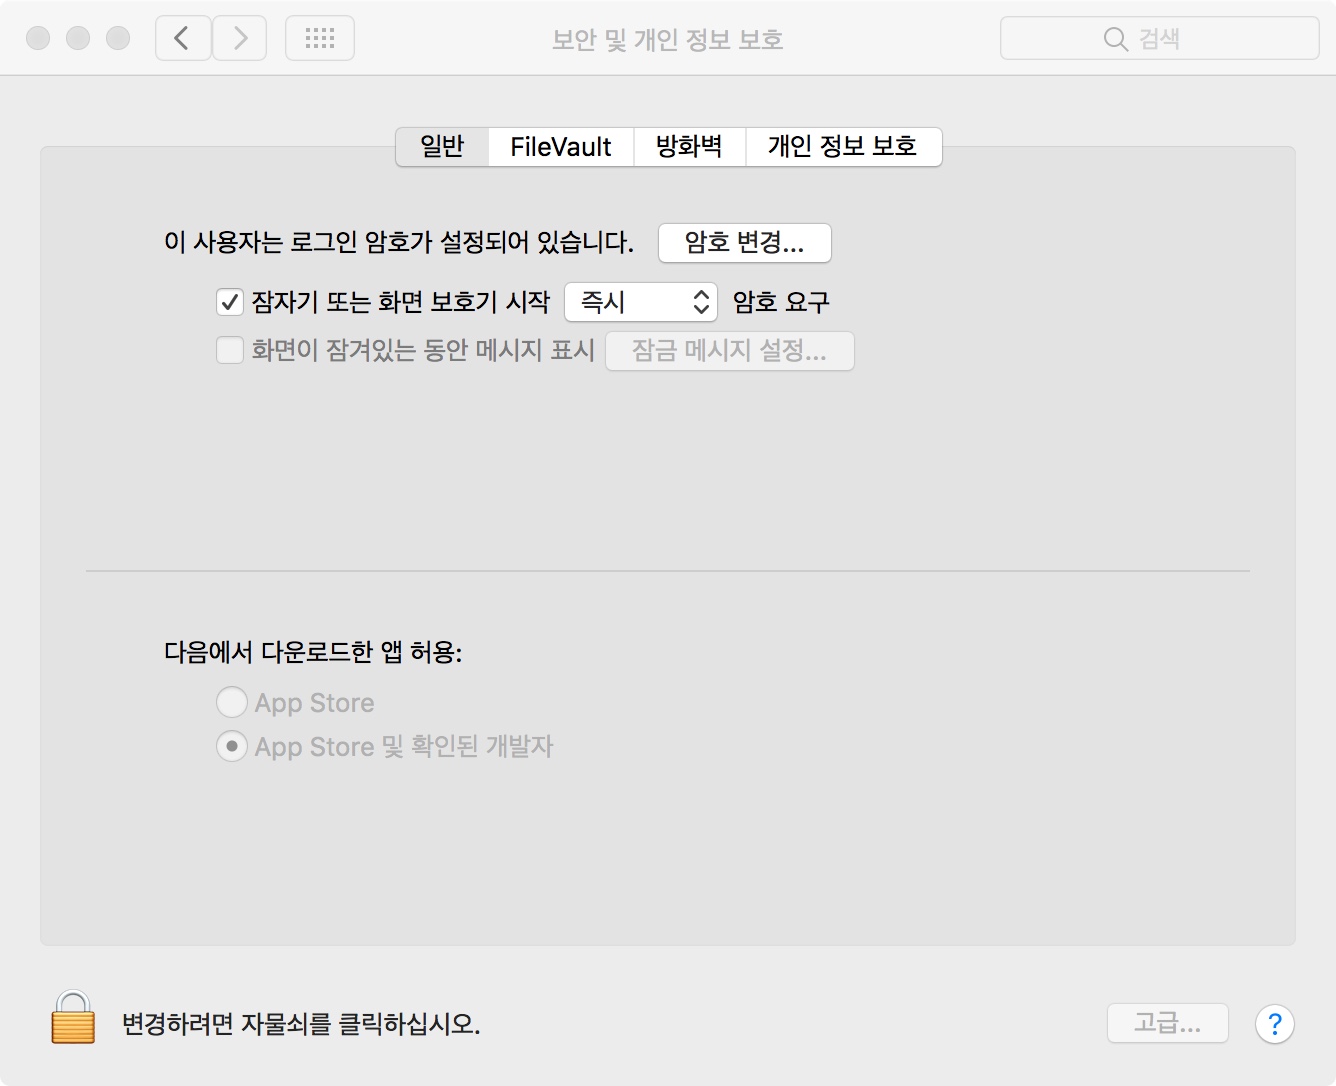 보안 및 개인 정보 보호
검색
일반 FileVault 방화벽 개인 정보 보호
이 사용자는 로그인 암호가 설정되어 있습니다. 암호 변경...
잠자기 또는 화면 보호기 시작 즉시 암호 요구
화면이 잠겨있는 동안 메시지 표시 잠금 메시지 설정...
다음에서 다운로드한 앱 허용:
App Store
App Store 및 확인된 개발자
변경하려면 자물쇠를 클릭하십시오. 고급... ?